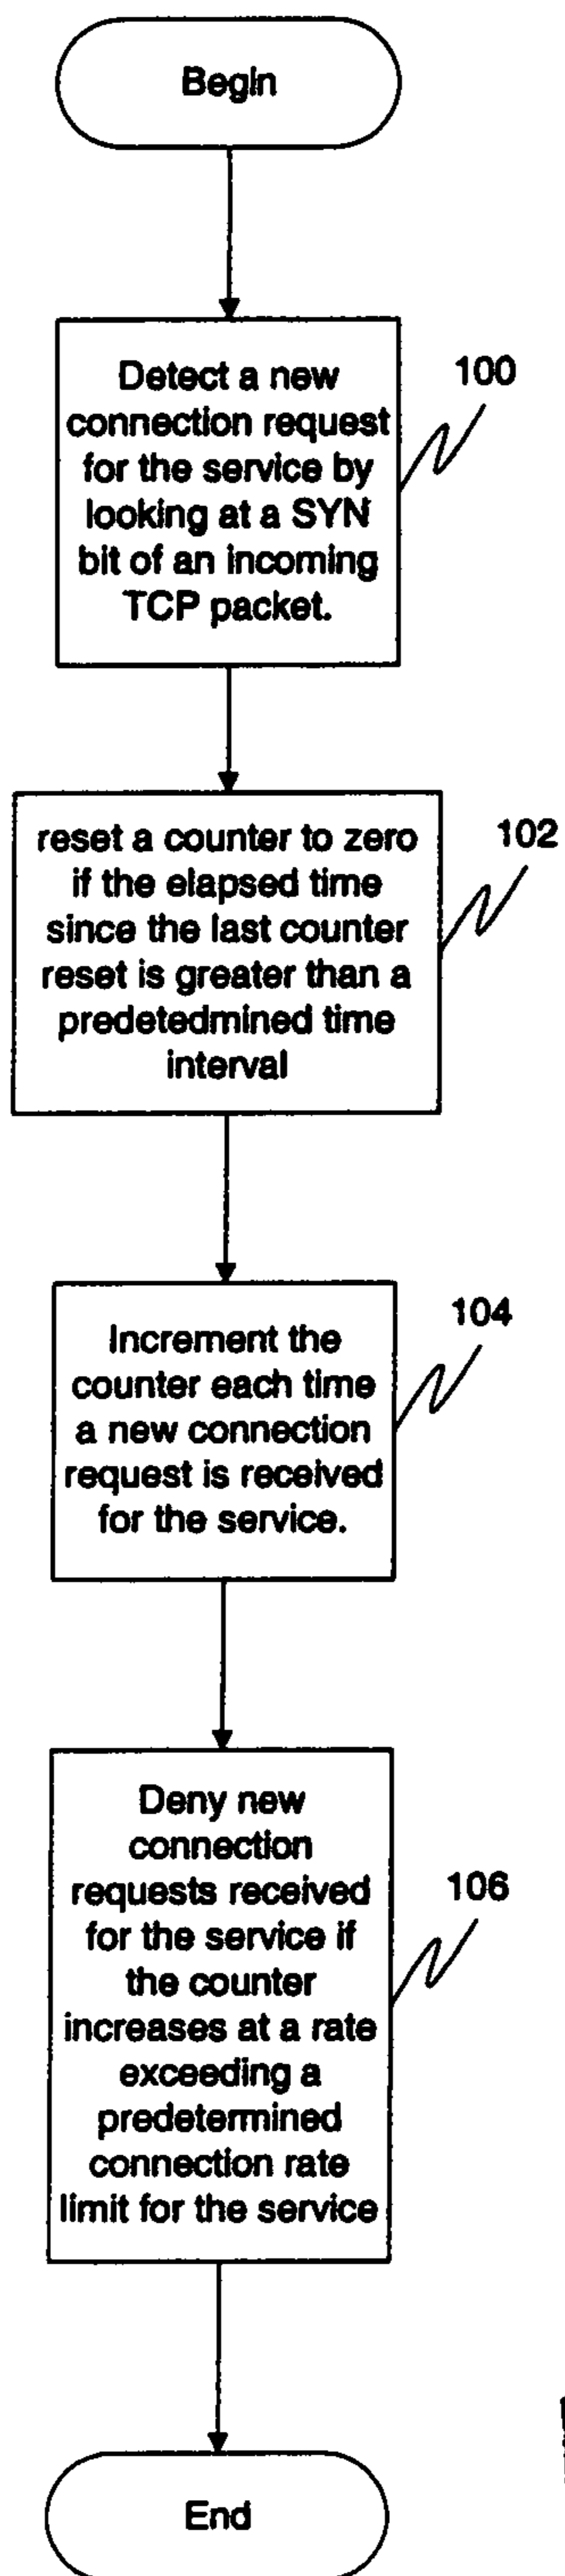 Begin
Detect a new
connection request
for the service by
looking at a SYN
bit of an incoming
TCP packet.
100
reset a counter to zero
if the elapsed time
since the last counter
reset is greater than a
predetedmined time
interval
102
Increment the
counter each time
a new connection
request is received
for the service.
104
Deny new
connection
requests received
for the service if
the counter
increases at a rate
exceeding a
predetermined
connection rate
limit for the service
106
End